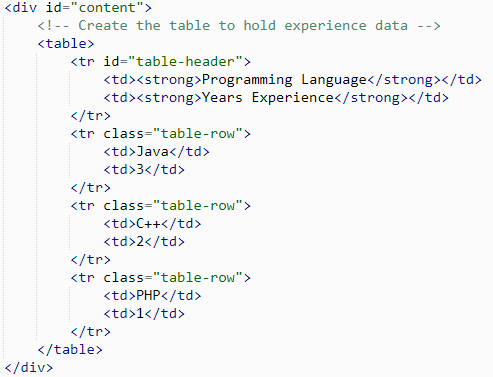 <div id="content">
    <!-- Create the table to hold experience data -->
    <table>
        <tr id="table-header">
            <td><strong>Programming Language</strong></td>
            <td><strong>Years Experience</strong></td>
        </tr>
        <tr class="table-row">
            <td>Java</td>
            <td>3</td>
        </tr>
        <tr class="table-row">
            <td>C++</td>
            <td>2</td>
        </tr>
        <tr class="table-row">
            <td>PHP</td>
            <td>1</td>
        </tr>
    </table>
</div>